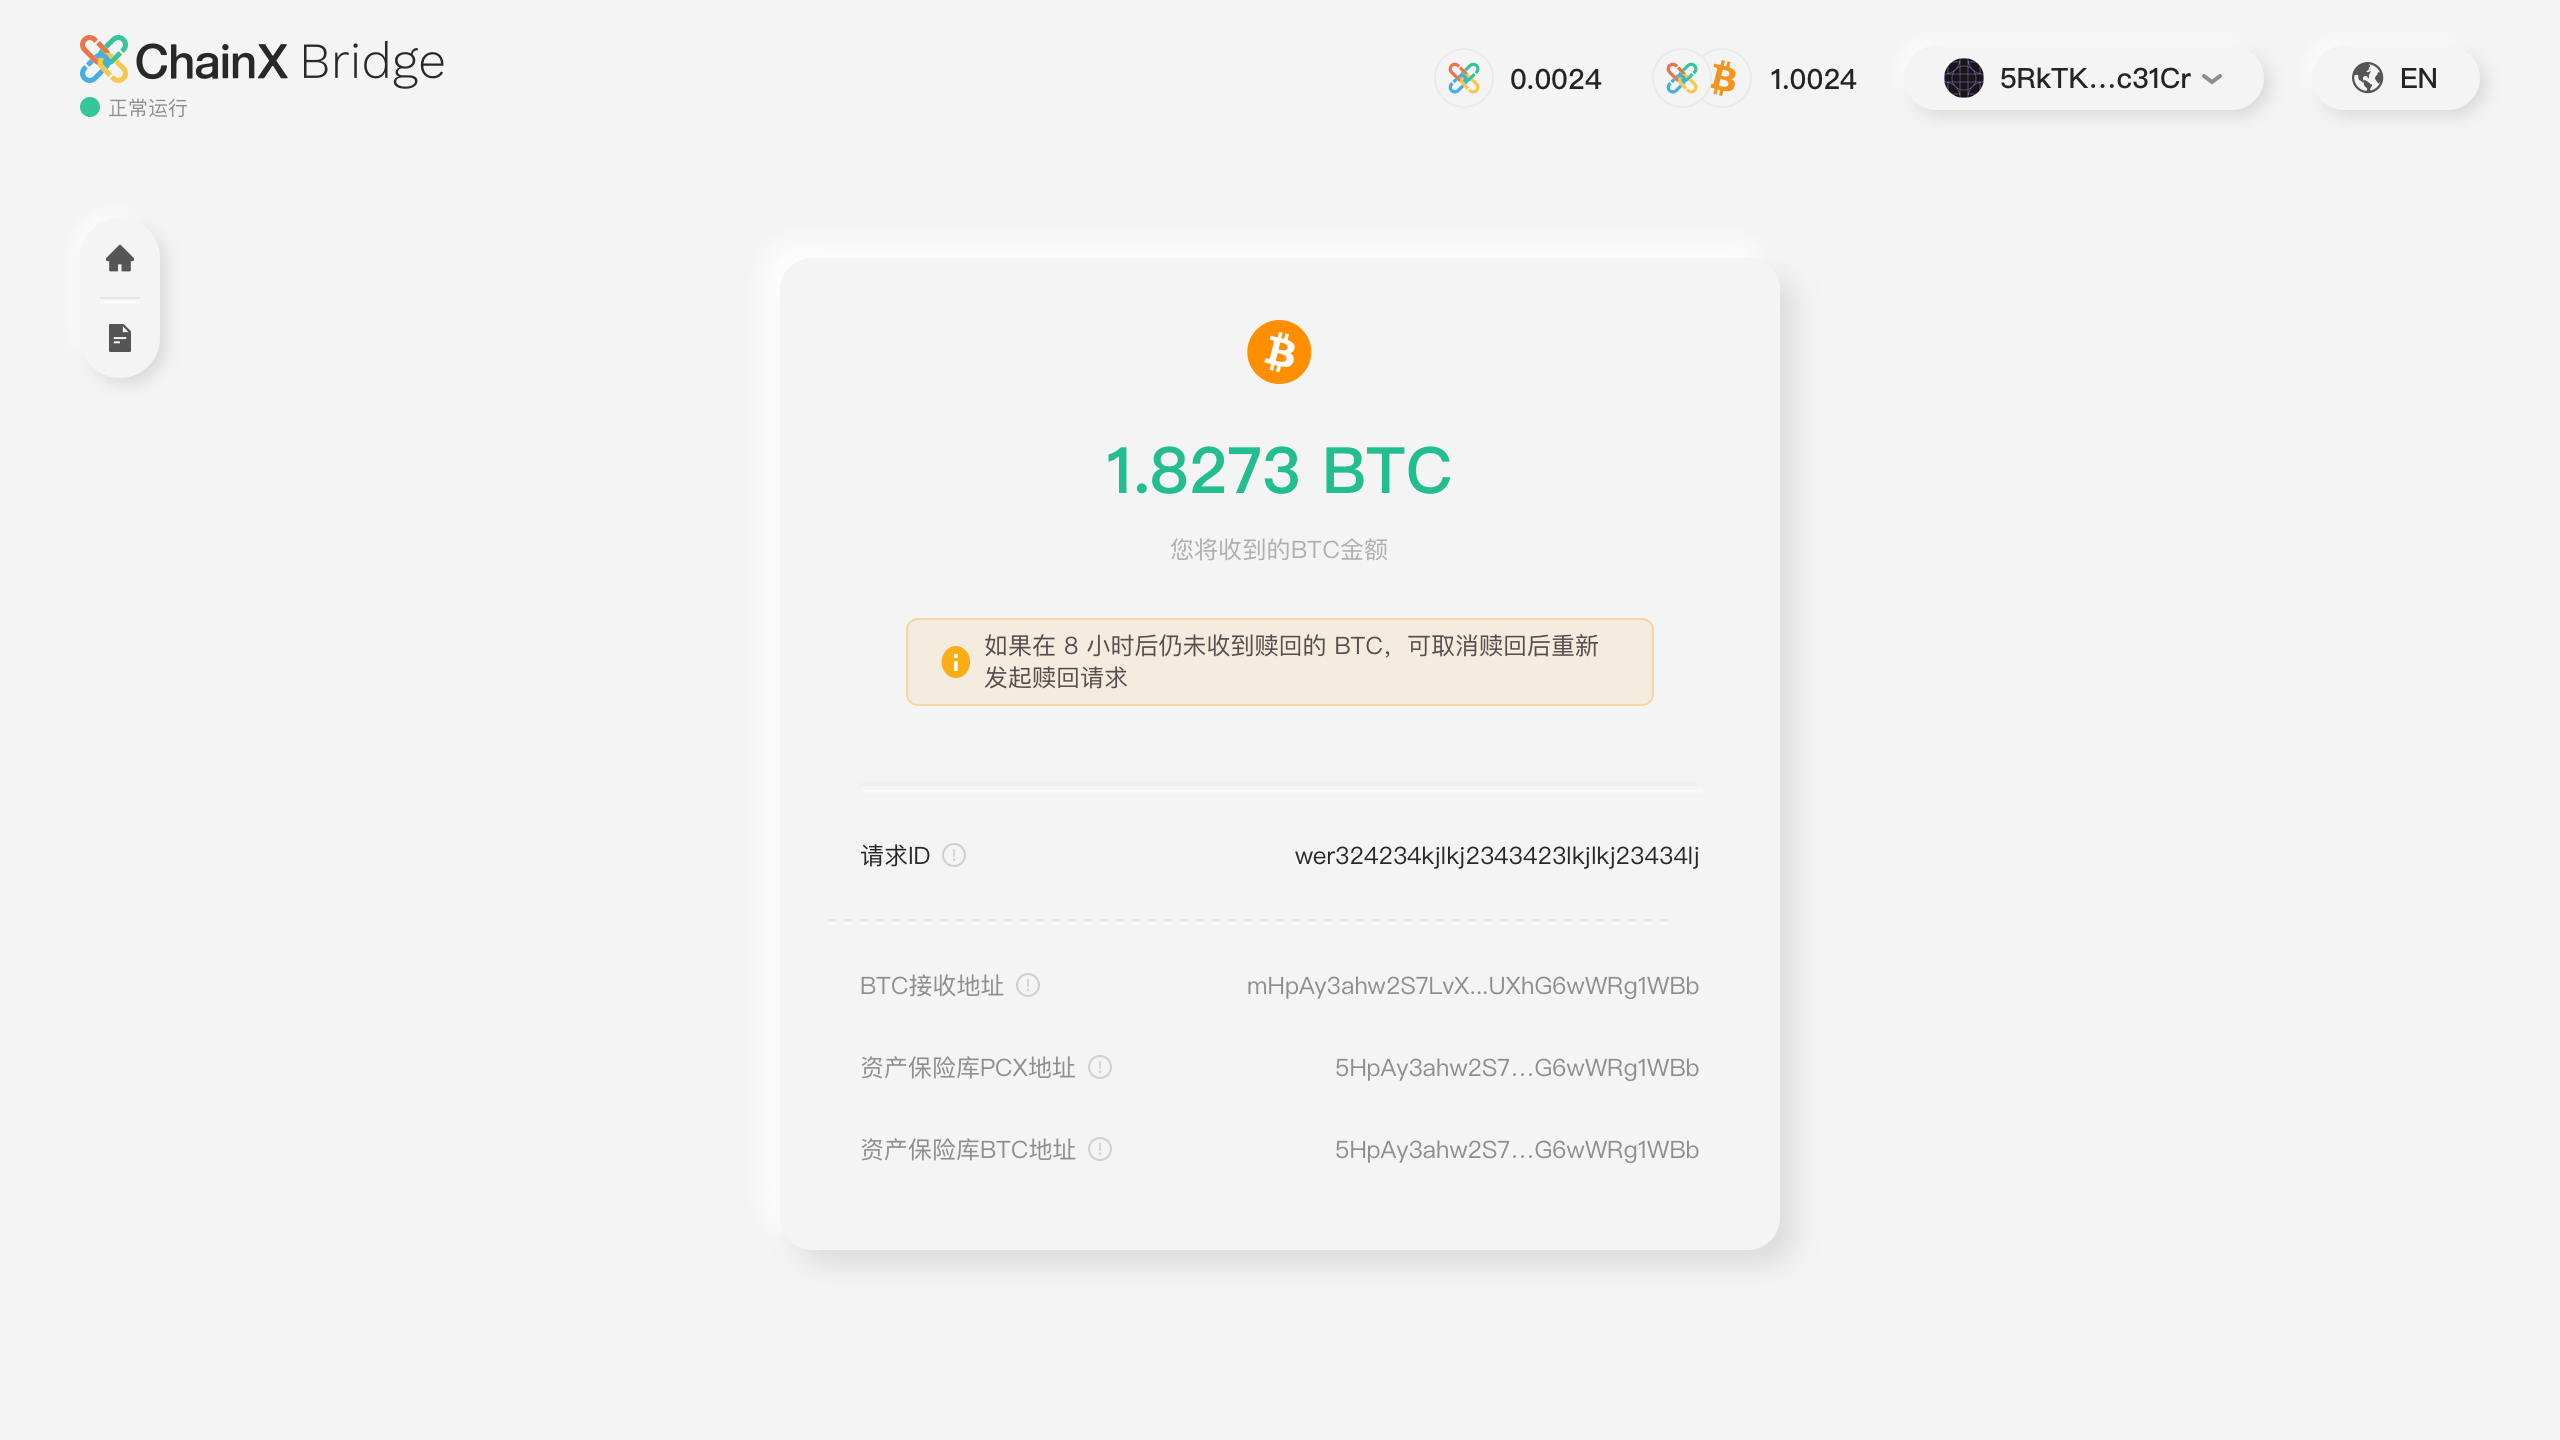 ChainX Bridge
正常运行
0.0024
1.0024
5RkTK...c31Cr
EN
1.8273 BTC
您将收到的BTC金额
如果在 8 小时后仍未收到赎回的 BTC，可取消赎回后重新
发起赎回请求
请求ID
wer324234kjlkj2343423lkjlkj23434lj
BTC接收地址
mHpAy3ahw2S7LvX...UXhG6wWRg1WBb
资产保险库PCX地址
5HpAy3ahw2S7...G6wWRg1WBb
资产保险库BTC地址
5HpAy3ahw2S7...G6wWRg1WBb